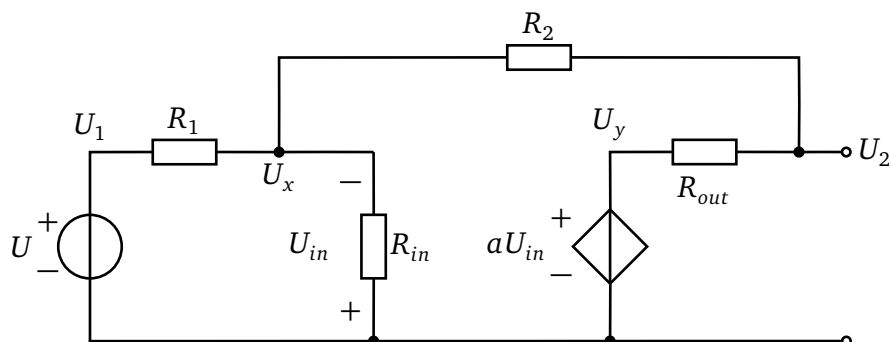 R2
U1
R1
Ux
Uy
Rout
U2
+
−
U
−
Uin
Rin
+
aUin
+
−